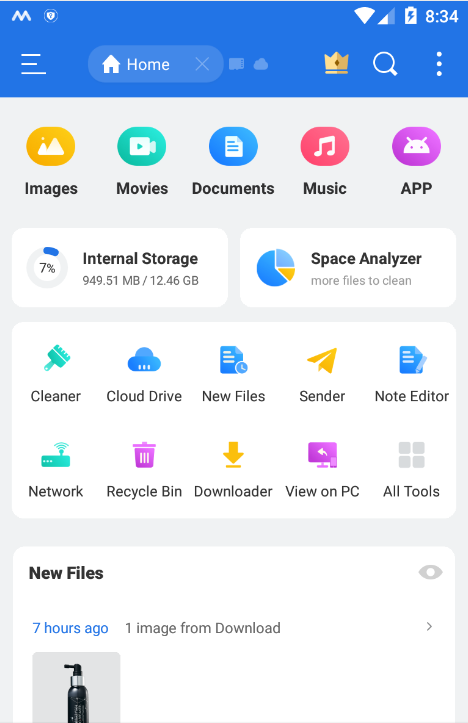 8:34
Home
Images Movies Documents Music APP
7% Internal Storage
949.51 MB / 12.46 GB
Space Analyzer
more files to clean
Cleaner Cloud Drive New Files Sender Note Editor
Network Recycle Bin Downloader View on PC All Tools
New Files
7 hours ago 1 image from Download